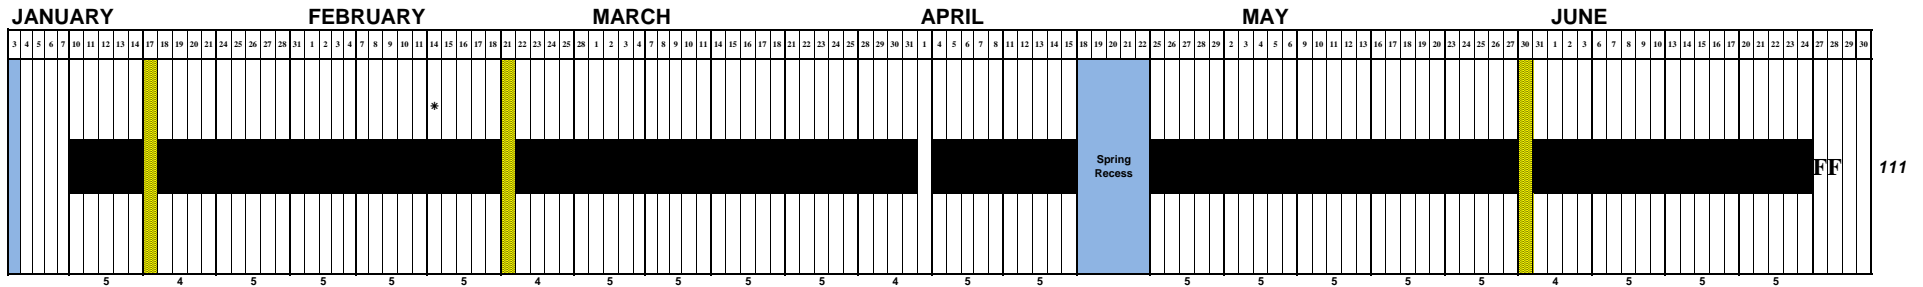 JANUARY FEBRUARY MARCH APRIL MAY JUNE
3 4 5 6 7 10 11 12 13 14 17 18 19 20 21 24 25 26 27 28 31 1 2 3 4 7 8 9 10 11 14 15 16 17 18 21 22 23 24 25 28 1 2 3 4 7 8 9 10 11 14 15 16 17 18 21 22 23 24 25 28 29 30 31 1 4 5 6 7 8 11 12 13 14 15 18 19 20 21 22 25 26 27 28 29 2 3 4 5 6 9 10 11 12 13 16 17 18 19 20 23 24 25 26 27 30 31 1 2 3 6 7 8 9 10 13 14 15 16 17 20 21 22 23 24 27 28 29 30
*
Spring
Recess
FF 111
5 4 5 5 5 5 4 5 5 5 5 4 5 5 5 5 5 5 4 5 5 5